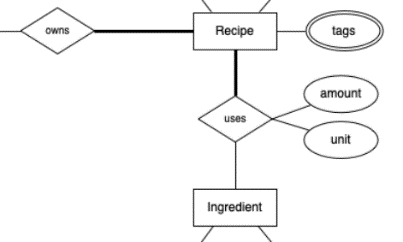 owns
Recipe
tags
amount
uses
unit
Ingredient